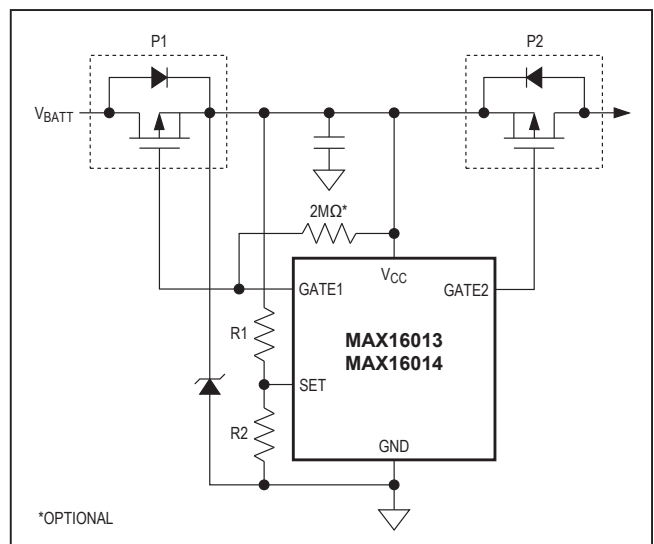 P1
P2
V_BATT
2MΩ*
V_CC
GATE1
GATE2
R1
MAX16013
MAX16014
SET
R2
GND
*OPTIONAL